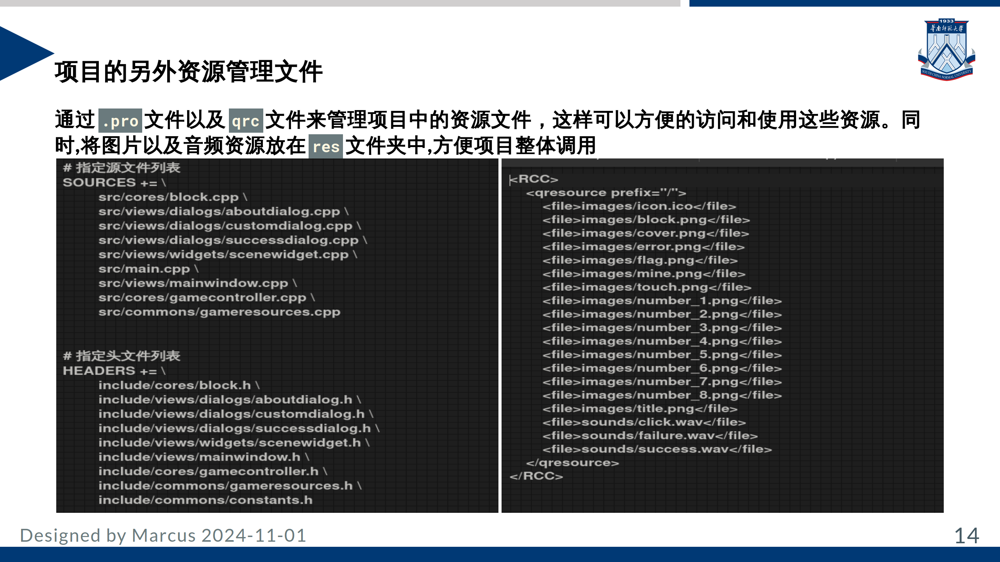 1933
华南师范大学
SOUTH CHINA NORMAL UNIVERSITY
项目的另外资源管理文件
通过 .pro 文件以及 qrc 文件来管理项目中的资源文件，这样可以方便的访问和使用这些资源。同
时,将图片以及音频资源放在 res 文件夹中,方便项目整体调用
# 指定源文件列表
SOURCES += \
src/cores/block.cpp \
src/views/dialogs/aboutdialog.cpp \
src/views/dialogs/customdialog.cpp \
src/views/dialogs/successdialog.cpp \
src/views/widgets/scenewidget.cpp \
src/main.cpp \
src/views/mainwindow.cpp \
src/cores/gamecontroller.cpp \
src/commons/gameresources.cpp
# 指定头文件列表
HEADERS += \
include/cores/block.h \
include/views/dialogs/aboutdialog.h \
include/views/dialogs/customdialog.h \
include/views/dialogs/successdialog.h \
include/views/widgets/scenewidget.h \
include/views/mainwindow.h \
include/cores/gamecontroller.h \
include/commons/gameresources.h \
include/commons/constants.h
<RCC>
<qresource prefix="/">
<file>images/icon.ico</file>
<file>images/block.png</file>
<file>images/cover.png</file>
<file>images/error.png</file>
<file>images/flag.png</file>
<file>images/mine.png</file>
<file>images/touch.png</file>
<file>images/number_1.png</file>
<file>images/number_2.png</file>
<file>images/number_3.png</file>
<file>images/number_4.png</file>
<file>images/number_5.png</file>
<file>images/number_6.png</file>
<file>images/number_7.png</file>
<file>images/number_8.png</file>
<file>images/title.png</file>
<file>sounds/click.wav</file>
<file>sounds/failure.wav</file>
<file>sounds/success.wav</file>
</qresource>
</RCC>
Designed by Marcus 2024-11-01
14